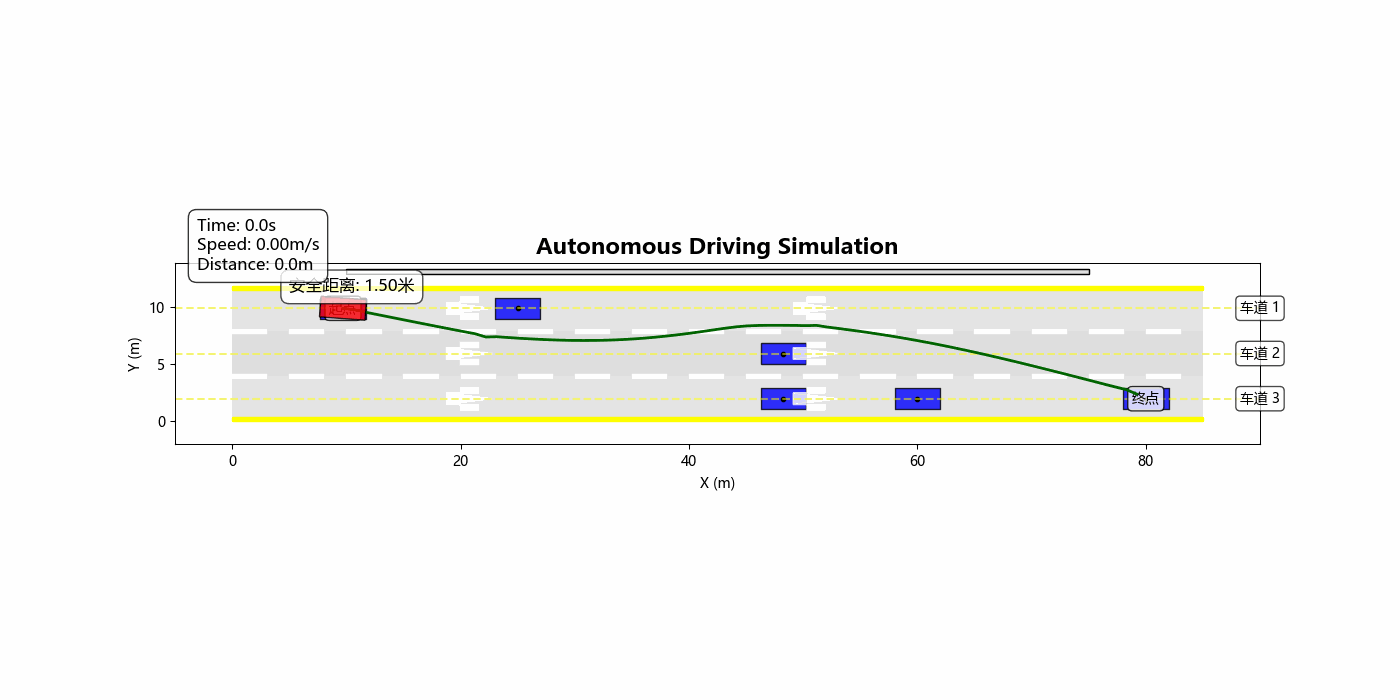 Time: 0.0s
Speed: 0.00m/s
Distance: 0.0m
Autonomous Driving Simulation
安全距离: 1.50米
起点
车道 1
车道 2
车道 3
终点
10
5
0
Y (m)
0
20
40
60
80
X (m)